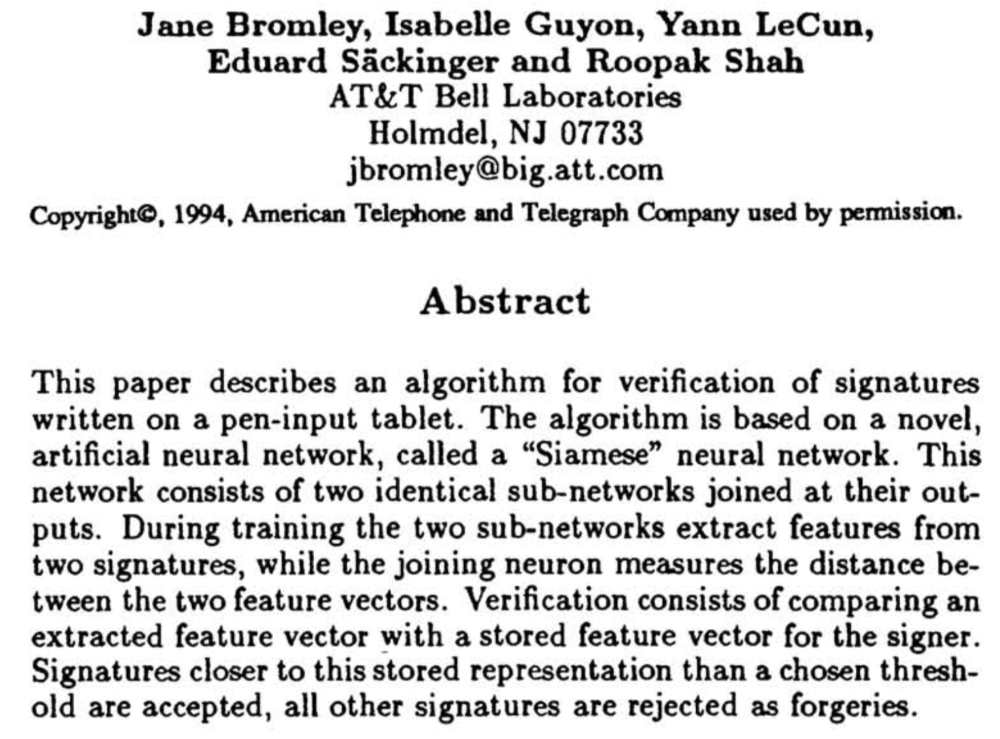 Jane Bromley, Isabelle Guyon, Yann LeCun,
Eduard Säckinger and Roopak Shah
AT&T Bell Laboratories
Holmdel, NJ 07733
jbromley@big.att.com
Copyright©, 1994, American Telephone and Telegraph Company used by permission.
Abstract
This paper describes an algorithm for verification of signatures
written on a pen-input tablet. The algorithm is based on a novel,
artificial neural network, called a “Siamese” neural network. This
network consists of two identical sub-networks joined at their out-
puts. During training the two sub-networks extract features from
two signatures, while the joining neuron measures the distance be-
tween the two feature vectors. Verification consists of comparing an
extracted feature vector with a stored feature vector for the signer.
Signatures closer to this stored representation than a chosen thresh-
old are accepted, all other signatures are rejected as forgeries.